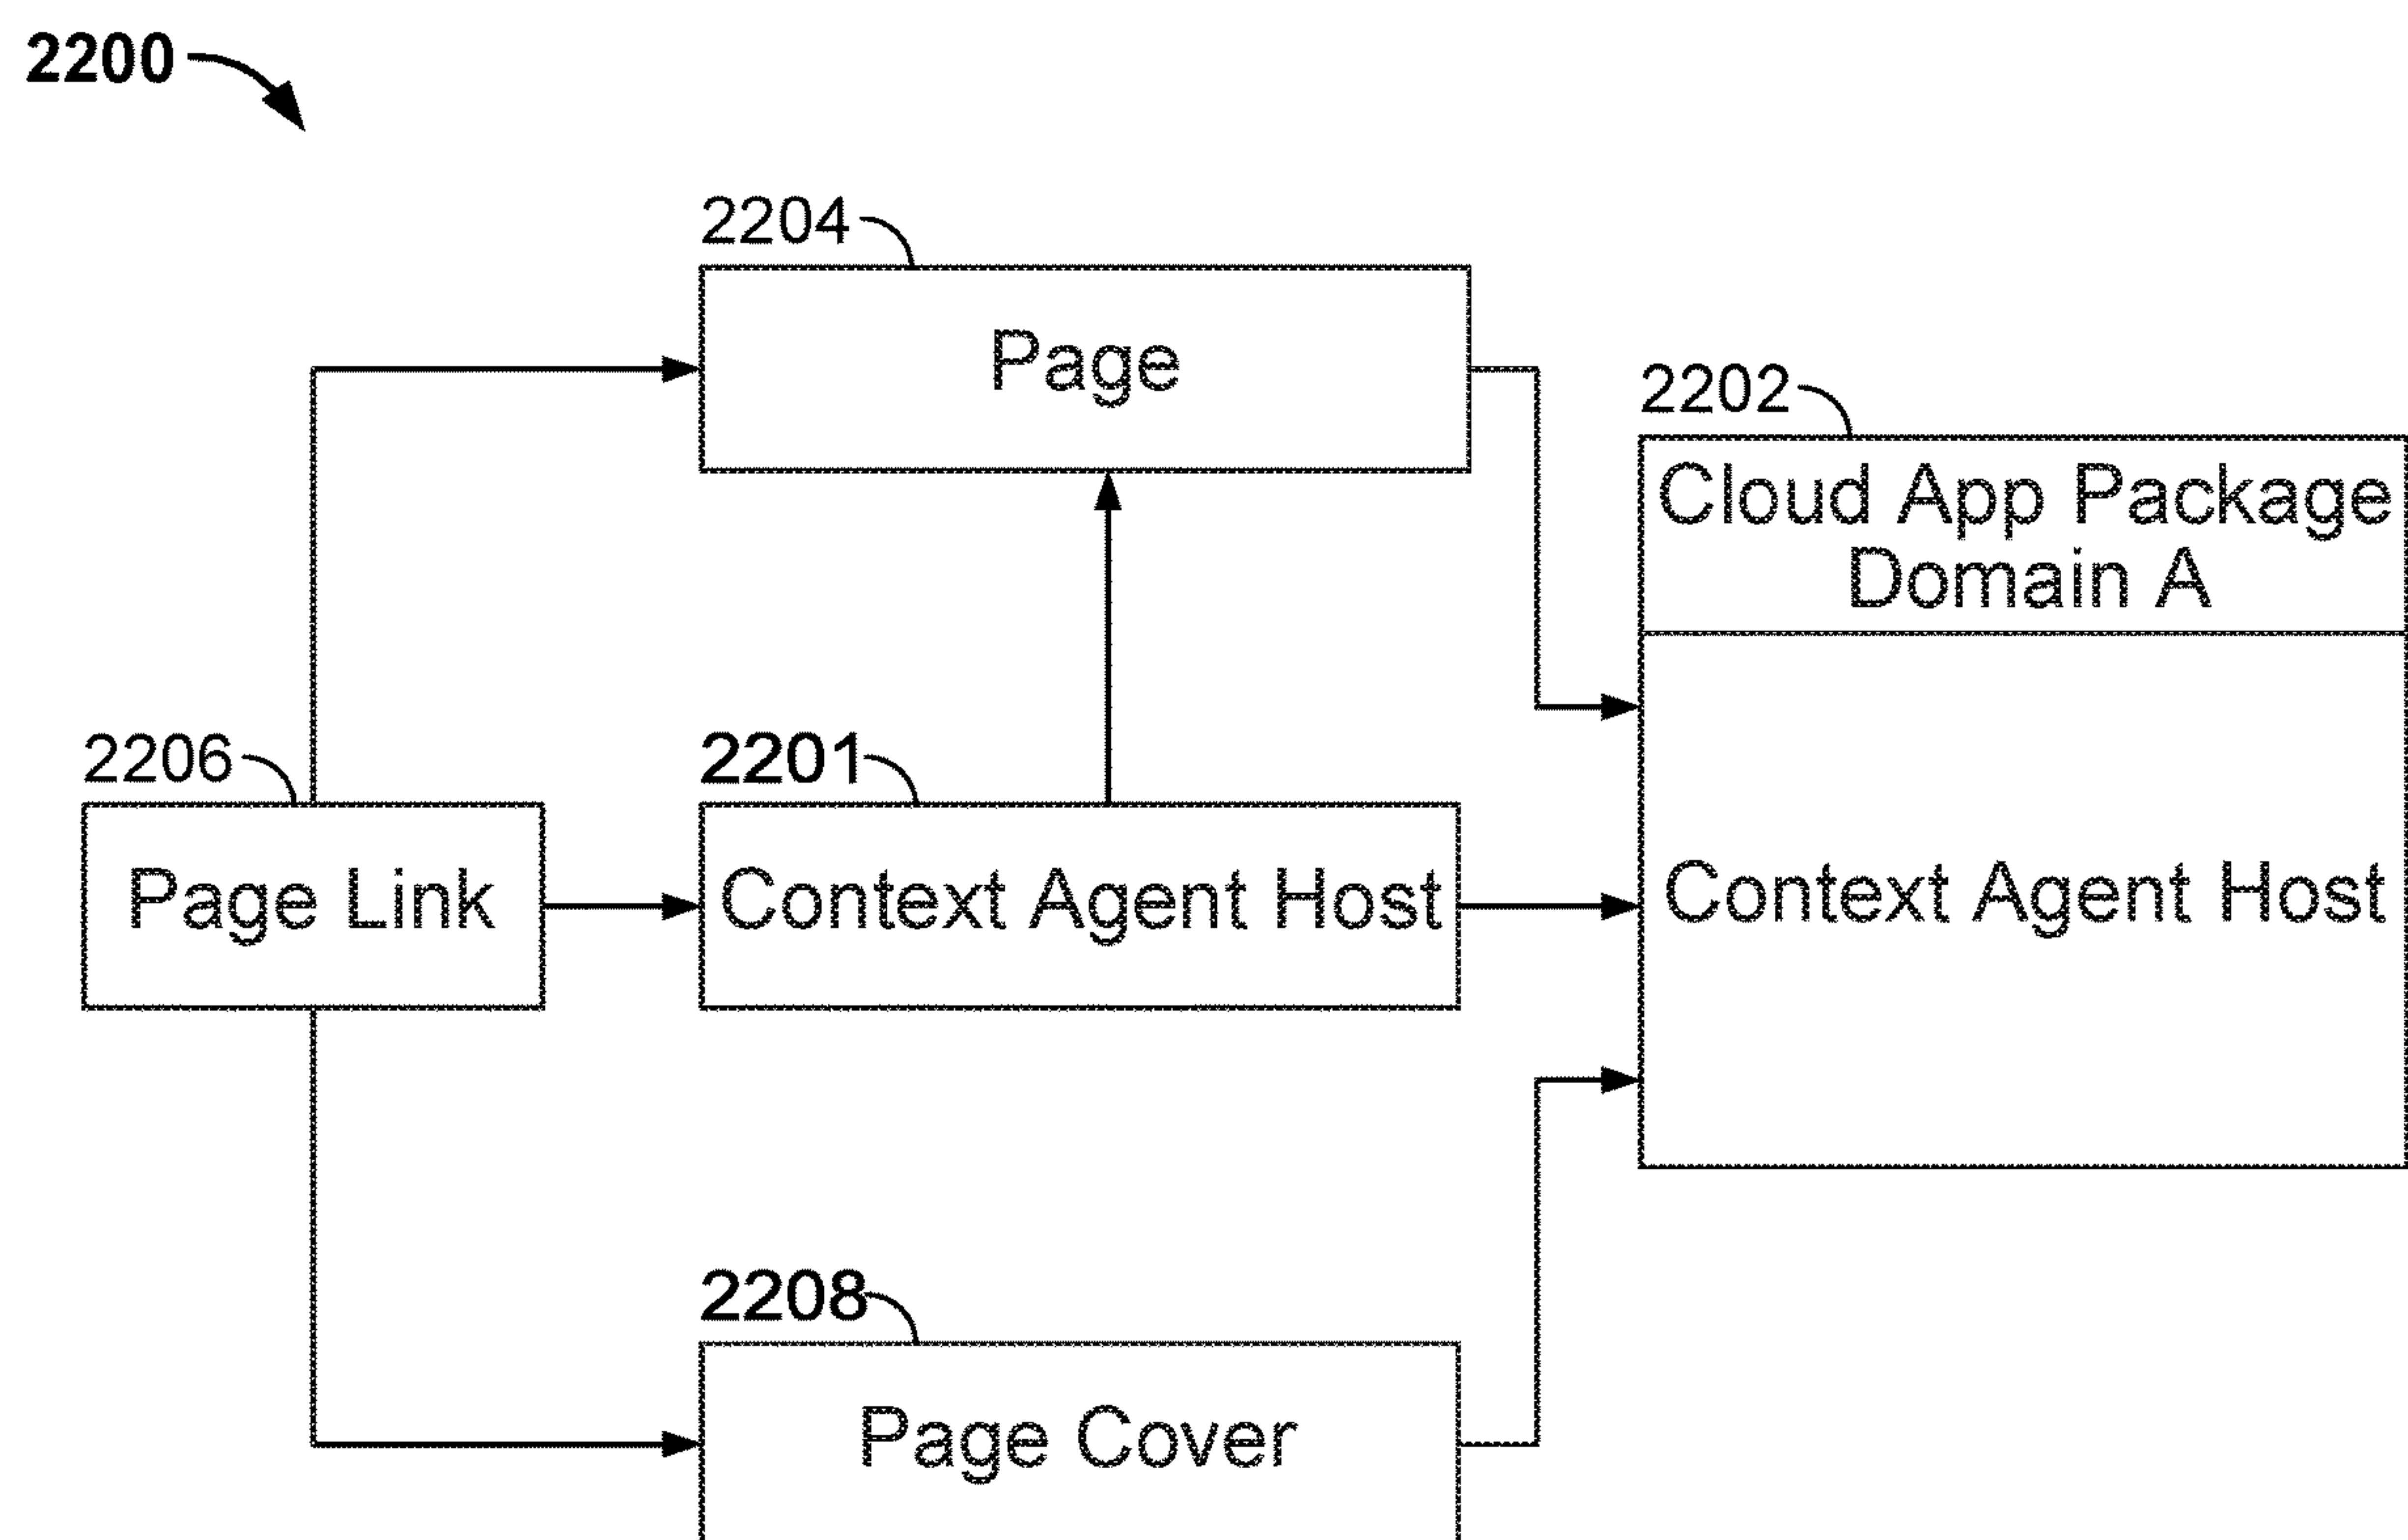 2200
2204
Page
2202
Cloud App Package
Domain A
2206
Page Link
2201
Context Agent Host
Context Agent Host
2208
Page Cover